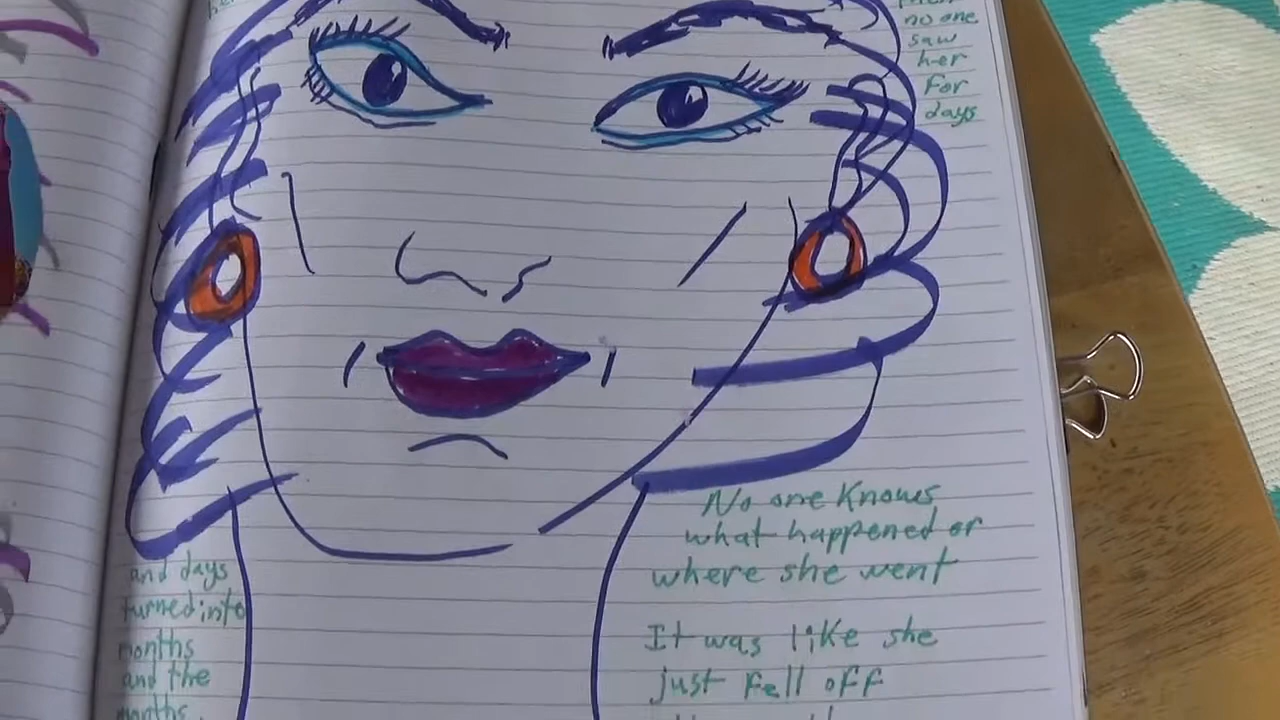 no one
saw
her
For
days
and days
turned into
months
and the
months
No one Knows
what happened or
where she went
It was like she
just Fell off